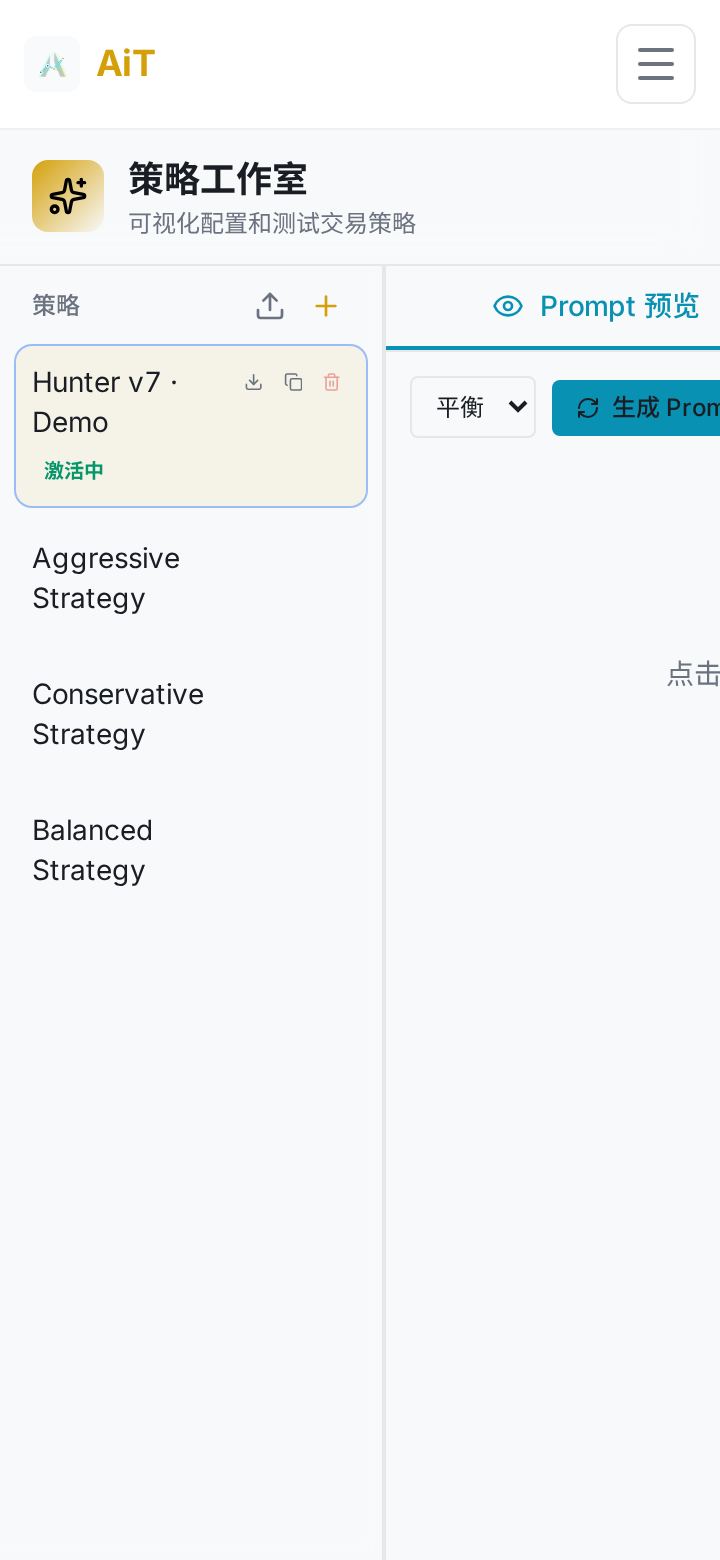 AiT
策略工作室
可视化配置和测试交易策略
策略
Hunter v7 ·
Demo
激活中
Aggressive
Strategy
Conservative
Strategy
Balanced
Strategy
Prompt 预览
平衡
生成 Prom
点击